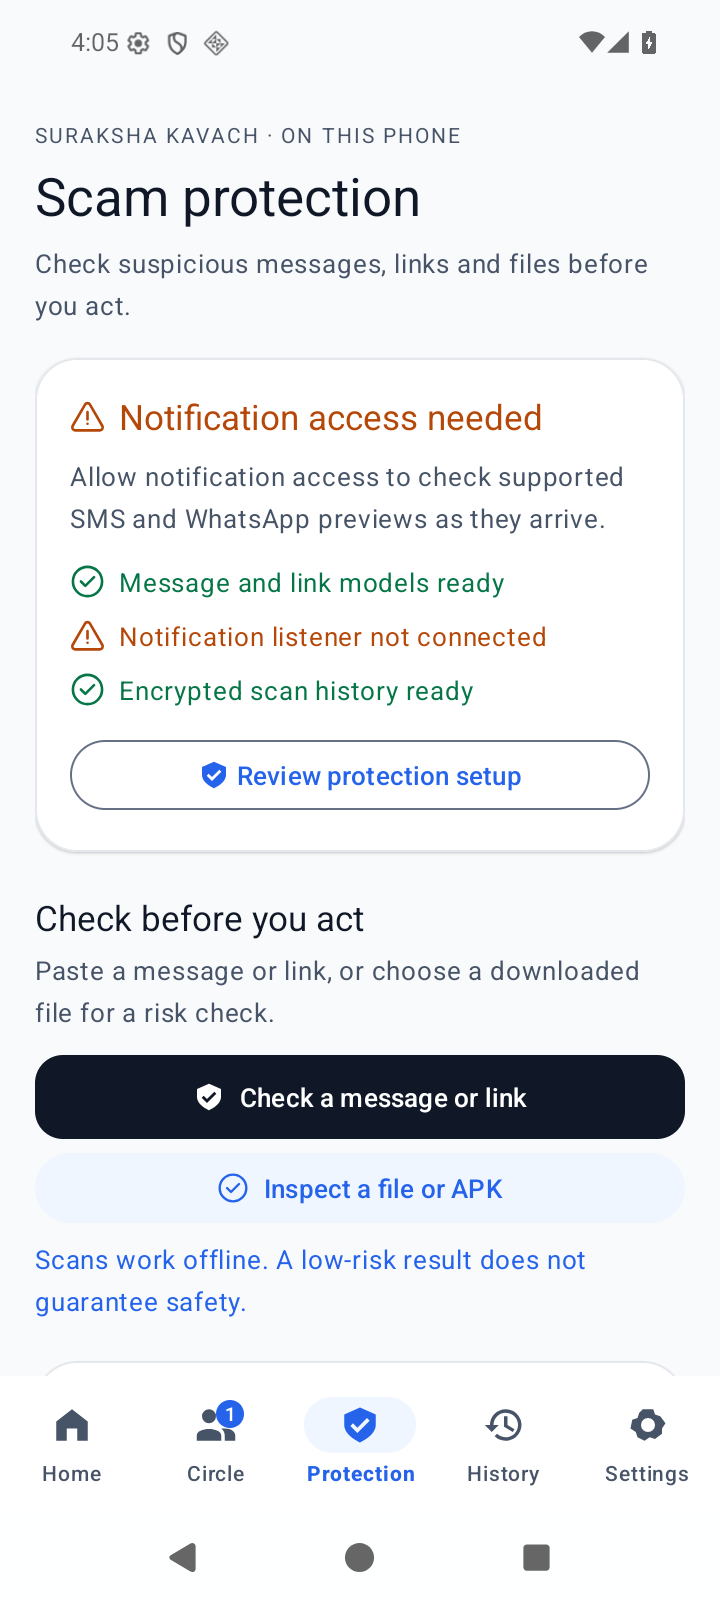 4:05
SURAKSHA KAVACH · ON THIS PHONE
Scam protection
Check suspicious messages, links and files before
you act.
Notification access needed
Allow notification access to check supported
SMS and WhatsApp previews as they arrive.
Message and link models ready
Notification listener not connected
Encrypted scan history ready
Review protection setup
Check before you act
Paste a message or link, or choose a downloaded
file for a risk check.
Check a message or link
Inspect a file or APK
Scans work offline. A low-risk result does not
guarantee safety.
1
Home Circle Protection History Settings